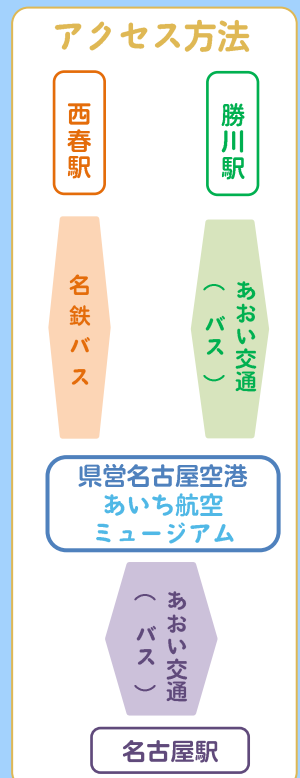 アクセス方法
西春駅
勝川駅
名鉄バス
あおい交通
（バス）
県営名古屋空港
あいち航空
ミュージアム
あおい交通
（バス）
名古屋駅